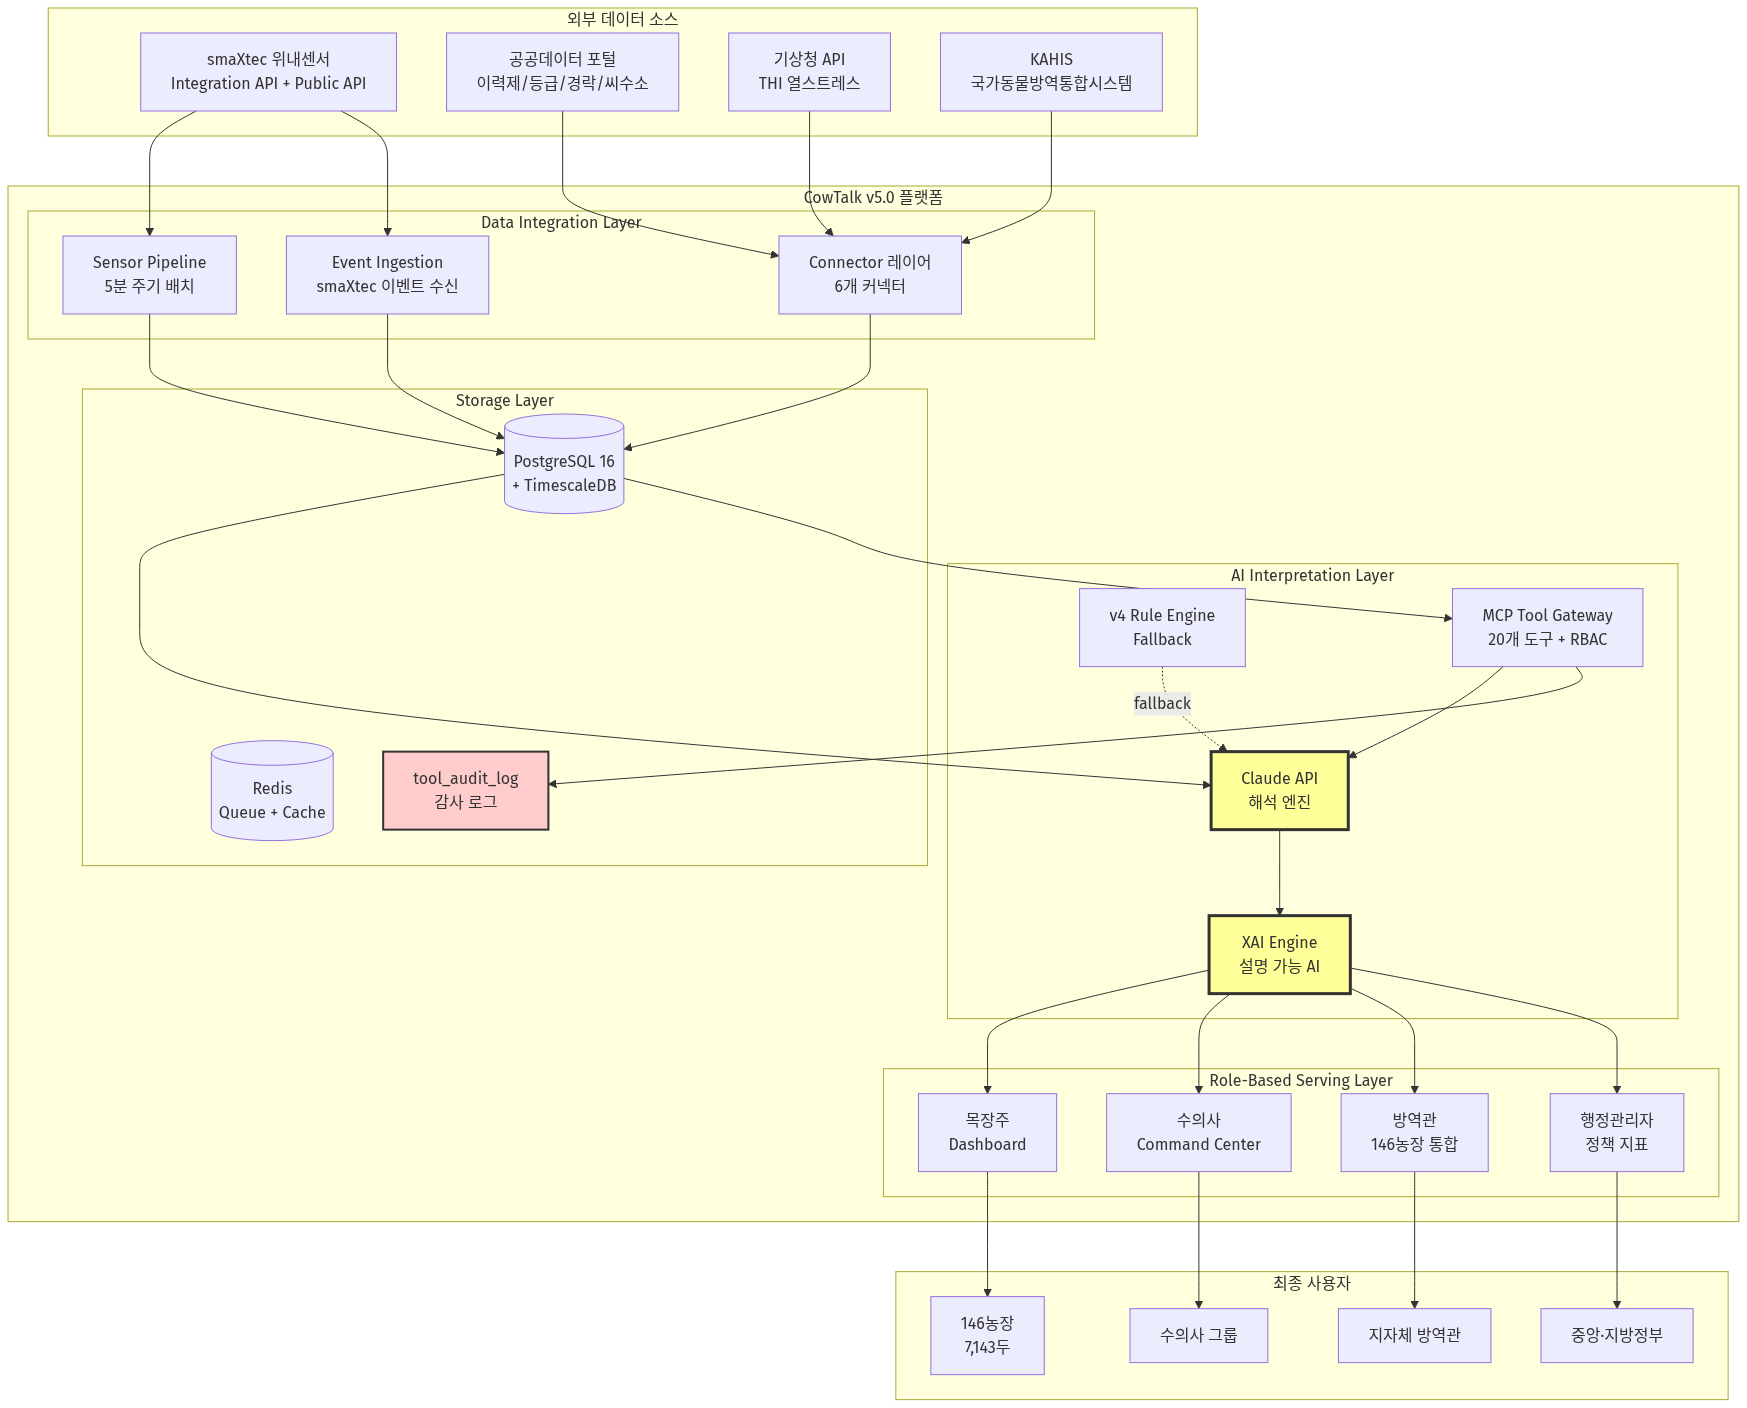 외부 데이터 소스
smaXtec 위내센서
Integration API + Public API
공공데이터 포털
이력제/등급/경락/씨수소
기상청 API
THI 열스트레스
KAHIS
국가동물방역통합시스템
CowTalk v5.0 플랫폼
Data Integration Layer
Sensor Pipeline
5분 주기 배치
Event Ingestion
smaXtec 이벤트 수신
Connector 레이어
6개 커넥터
Storage Layer
PostgreSQL 16
+ TimescaleDB
AI Interpretation Layer
v4 Rule Engine
Fallback
MCP Tool Gateway
20개 도구 + RBAC
fallback
Redis
Queue + Cache
tool_audit_log
감사 로그
Claude API
해석 엔진
XAI Engine
설명 가능 AI
Role-Based Serving Layer
목장주
Dashboard
수의사
Command Center
방역관
146농장 통합
행정관리자
정책 지표
최종 사용자
146농장
7,143두
수의사 그룹
지자체 방역관
중앙·지방정부